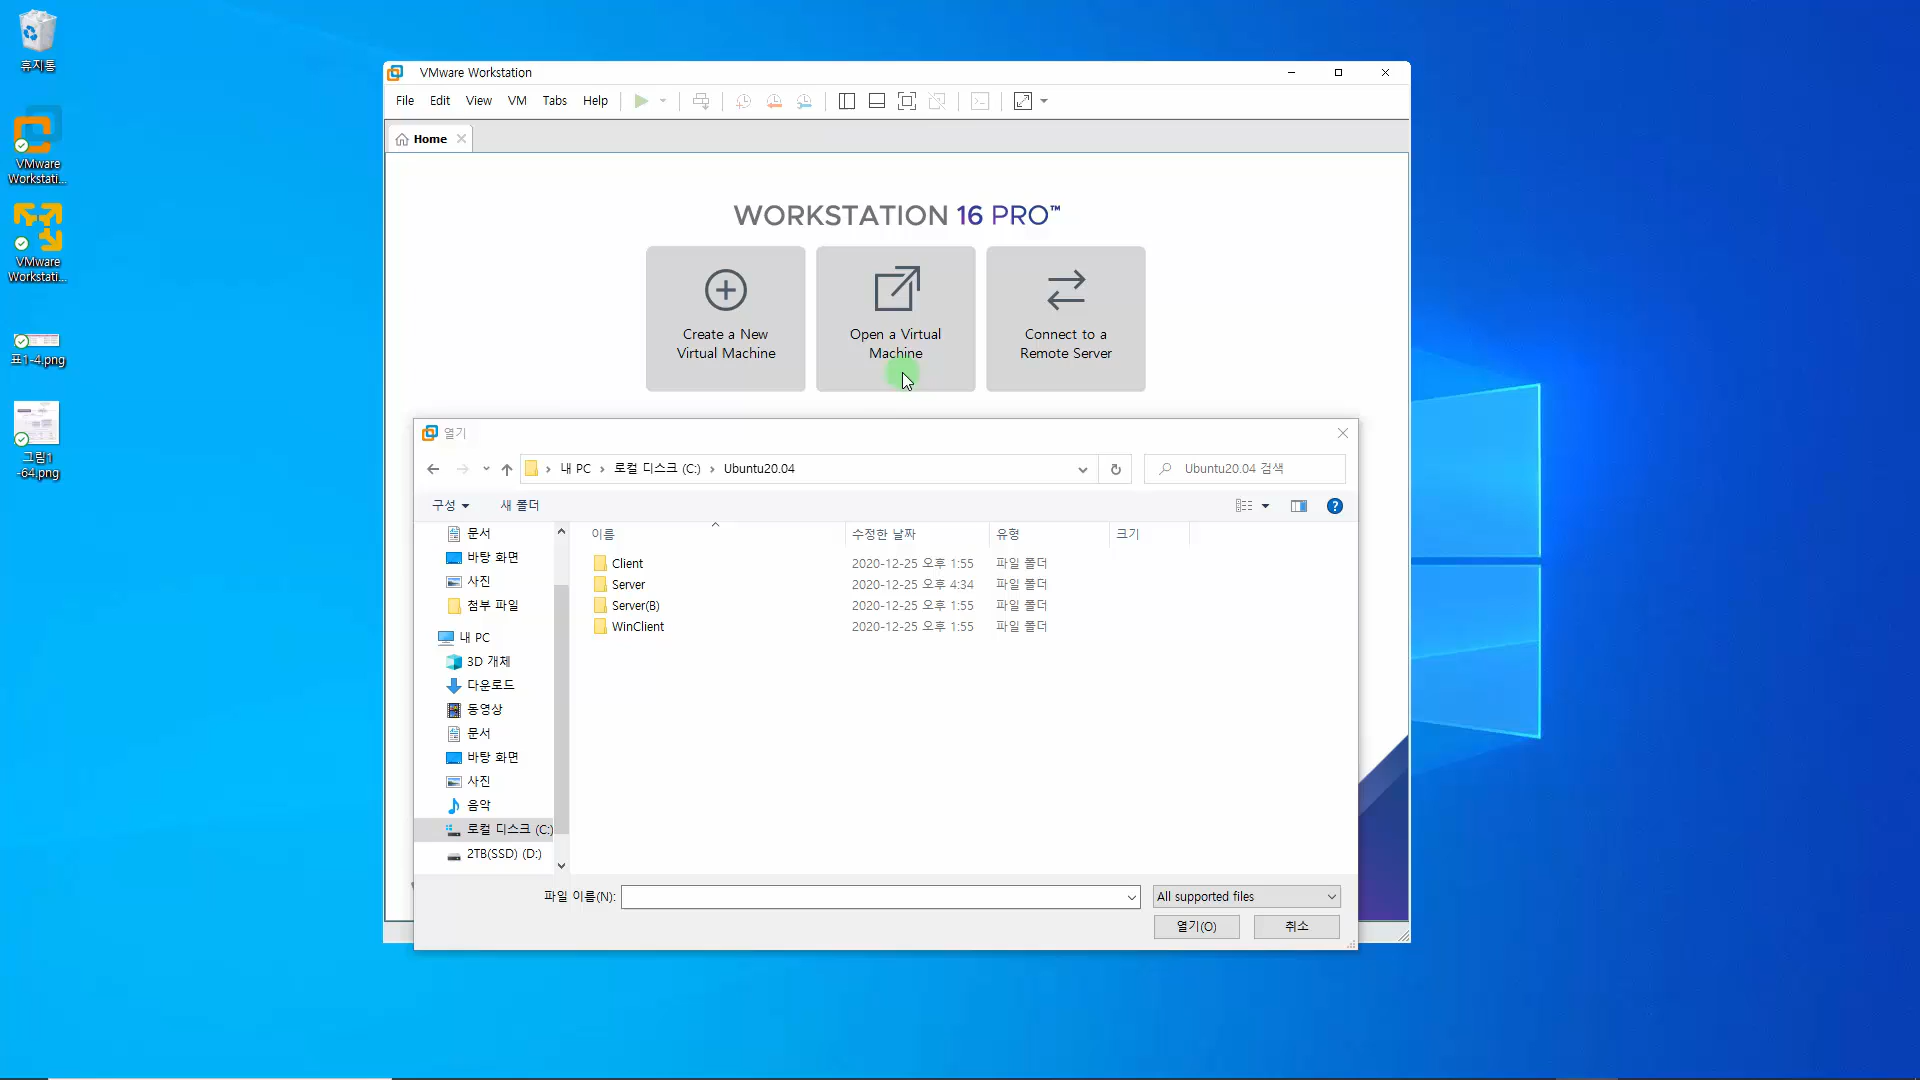 휴지통
VMware
Workstati...
VMware
Workstati...
표1-4.png
그림1
-64.png
VMware Workstation
File Edit View VM Tabs Help
Home
WORKSTATION 16 PRO™
Create a New
Virtual Machine
Open a Virtual
Machine
Connect to a
Remote Server
열기
내 PC › 로컬 디스크 (C:) › Ubuntu20.04
Ubuntu20.04 검색
구성 새 폴더
이름 수정한 날짜 유형 크기
Client 2020-12-25 오후 1:55 파일 폴더
Server 2020-12-25 오후 4:34 파일 폴더
Server(B) 2020-12-25 오후 1:55 파일 폴더
WinClient 2020-12-25 오후 1:55 파일 폴더
문서
바탕 화면
사진
첨부 파일
내 PC
3D 개체
다운로드
동영상
문서
바탕 화면
사진
음악
로컬 디스크 (C:)
2TB(SSD) (D:)
파일 이름(N):
All supported files
열기(O) 취소